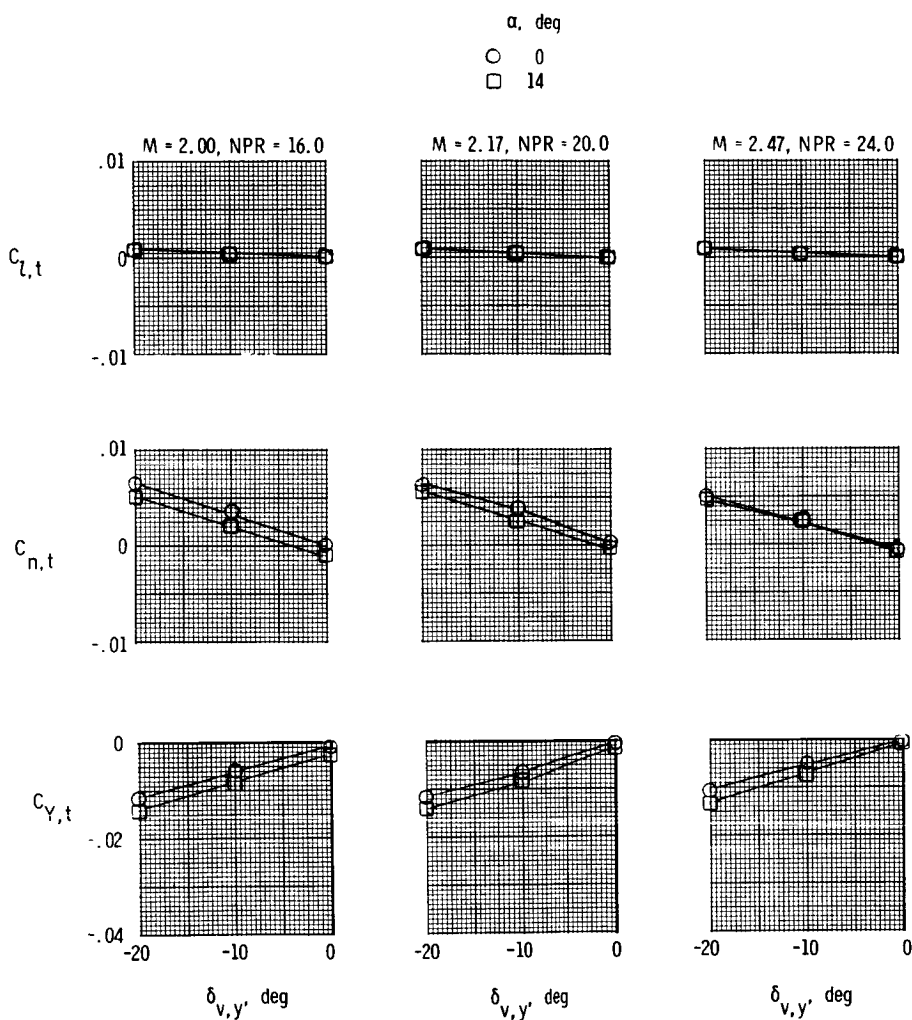 α, deg
○ 0
□ 14
M = 2.00, NPR = 16.0
M = 2.17, NPR = 20.0
M = 2.47, NPR = 24.0
.01
C_l,t
0
-.01
.01
C_n,t
0
-.01
0
C_Y,t
-.02
-.04
-20 -10 0
-20 -10 0
-20 -10 0
δ_v,y, deg
δ_v,y, deg
δ_v,y, deg